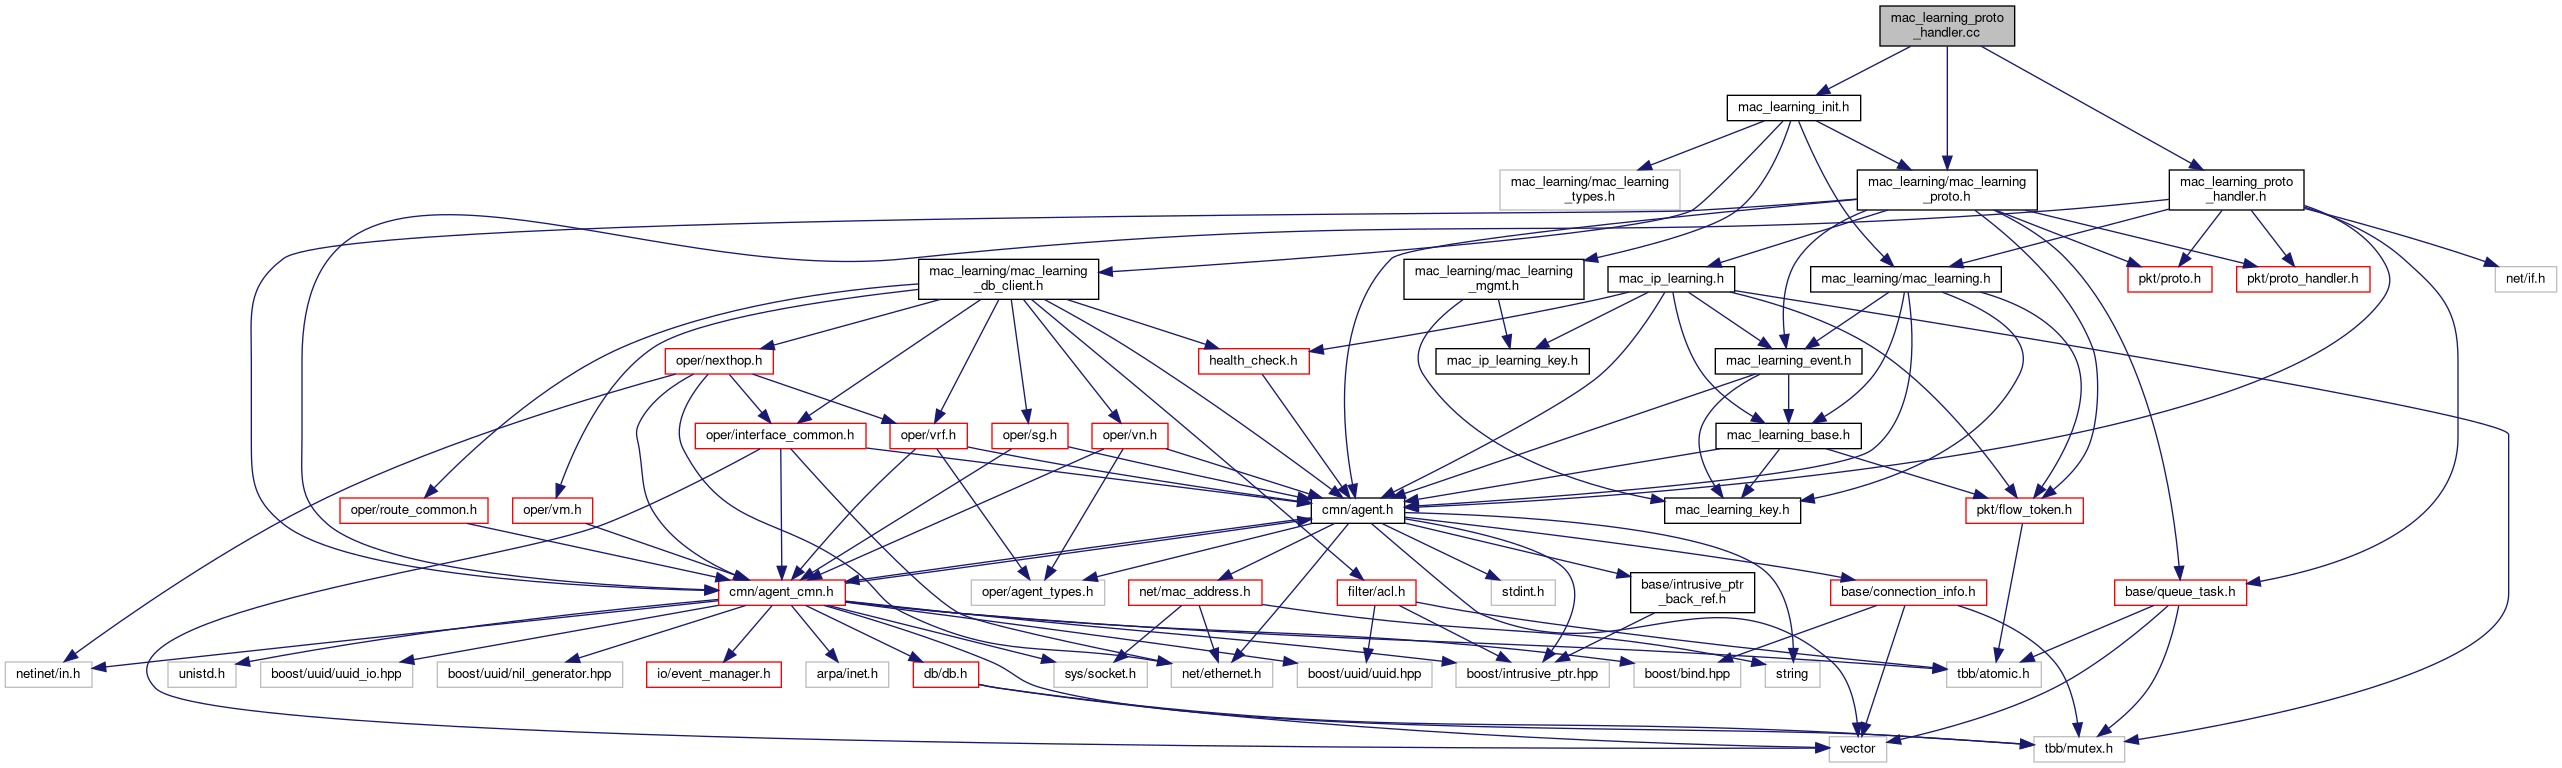 mac_learning_proto
_handler.cc
mac_learning_init.h
mac_learning/mac_learning
_types.h
mac_learning/mac_learning
_proto.h
mac_learning_proto
_handler.h
mac_learning/mac_learning
_db_client.h
mac_learning/mac_learning
_mgmt.h
mac_ip_learning.h
mac_learning/mac_learning.h
pkt/proto.h
pkt/proto_handler.h
net/if.h
oper/nexthop.h
health_check.h
mac_ip_learning_key.h
mac_learning_event.h
oper/interface_common.h
oper/vrf.h
oper/sg.h
oper/vn.h
mac_learning_base.h
oper/route_common.h
oper/vm.h
cmn/agent.h
mac_learning_key.h
pkt/flow_token.h
cmn/agent_cmn.h
oper/agent_types.h
net/mac_address.h
filter/acl.h
stdint.h
base/intrusive_ptr
_back_ref.h
base/connection_info.h
base/queue_task.h
netinet/in.h
unistd.h
boost/uuid/uuid_io.hpp
boost/uuid/nil_generator.hpp
io/event_manager.h
arpa/inet.h
db/db.h
sys/socket.h
net/ethernet.h
boost/uuid/uuid.hpp
boost/intrusive_ptr.hpp
boost/bind.hpp
string
tbb/atomic.h
vector
tbb/mutex.h